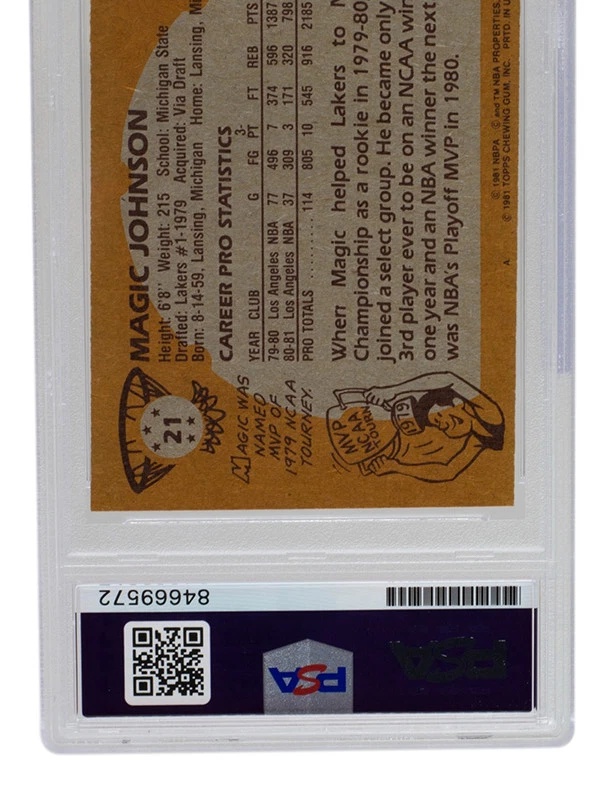 MAGIC JOHNSON
Height: 6'8" Weight: 215 School: Michigan State
Drafted: Lakers #1-1979 Acquired: Via Draft
Born: 8-14-59, Lansing, Michigan Home: Lansing, Mi
CAREER PRO STATISTICS
YEAR CLUB G FG 3-PT FT REB PTS
79-80 Los Angeles NBA 77 496 7 374 596 1387
80-81 Los Angeles NBA 37 309 3 171 320 798
PRO TOTALS .......... 114 805 10 545 916 2185
When Magic helped Lakers to N
Championship as a rookie in 1979-80
joined a select group. He became only
3rd player ever to be on an NCAA win
one year and an NBA winner the next
was NBA's Playoff MVP in 1980.
A © 1981 NBPA © and TM NBA PROPERTIES,
© 1981 TOPPS CHEWING GUM, INC. PRTD. IN U
21
MAGIC WAS
NAMED
MVP OF
1979 NCAA
TOURNEY.
MVP
NCAA
TOURN
1979
84669572
PSA
PSA